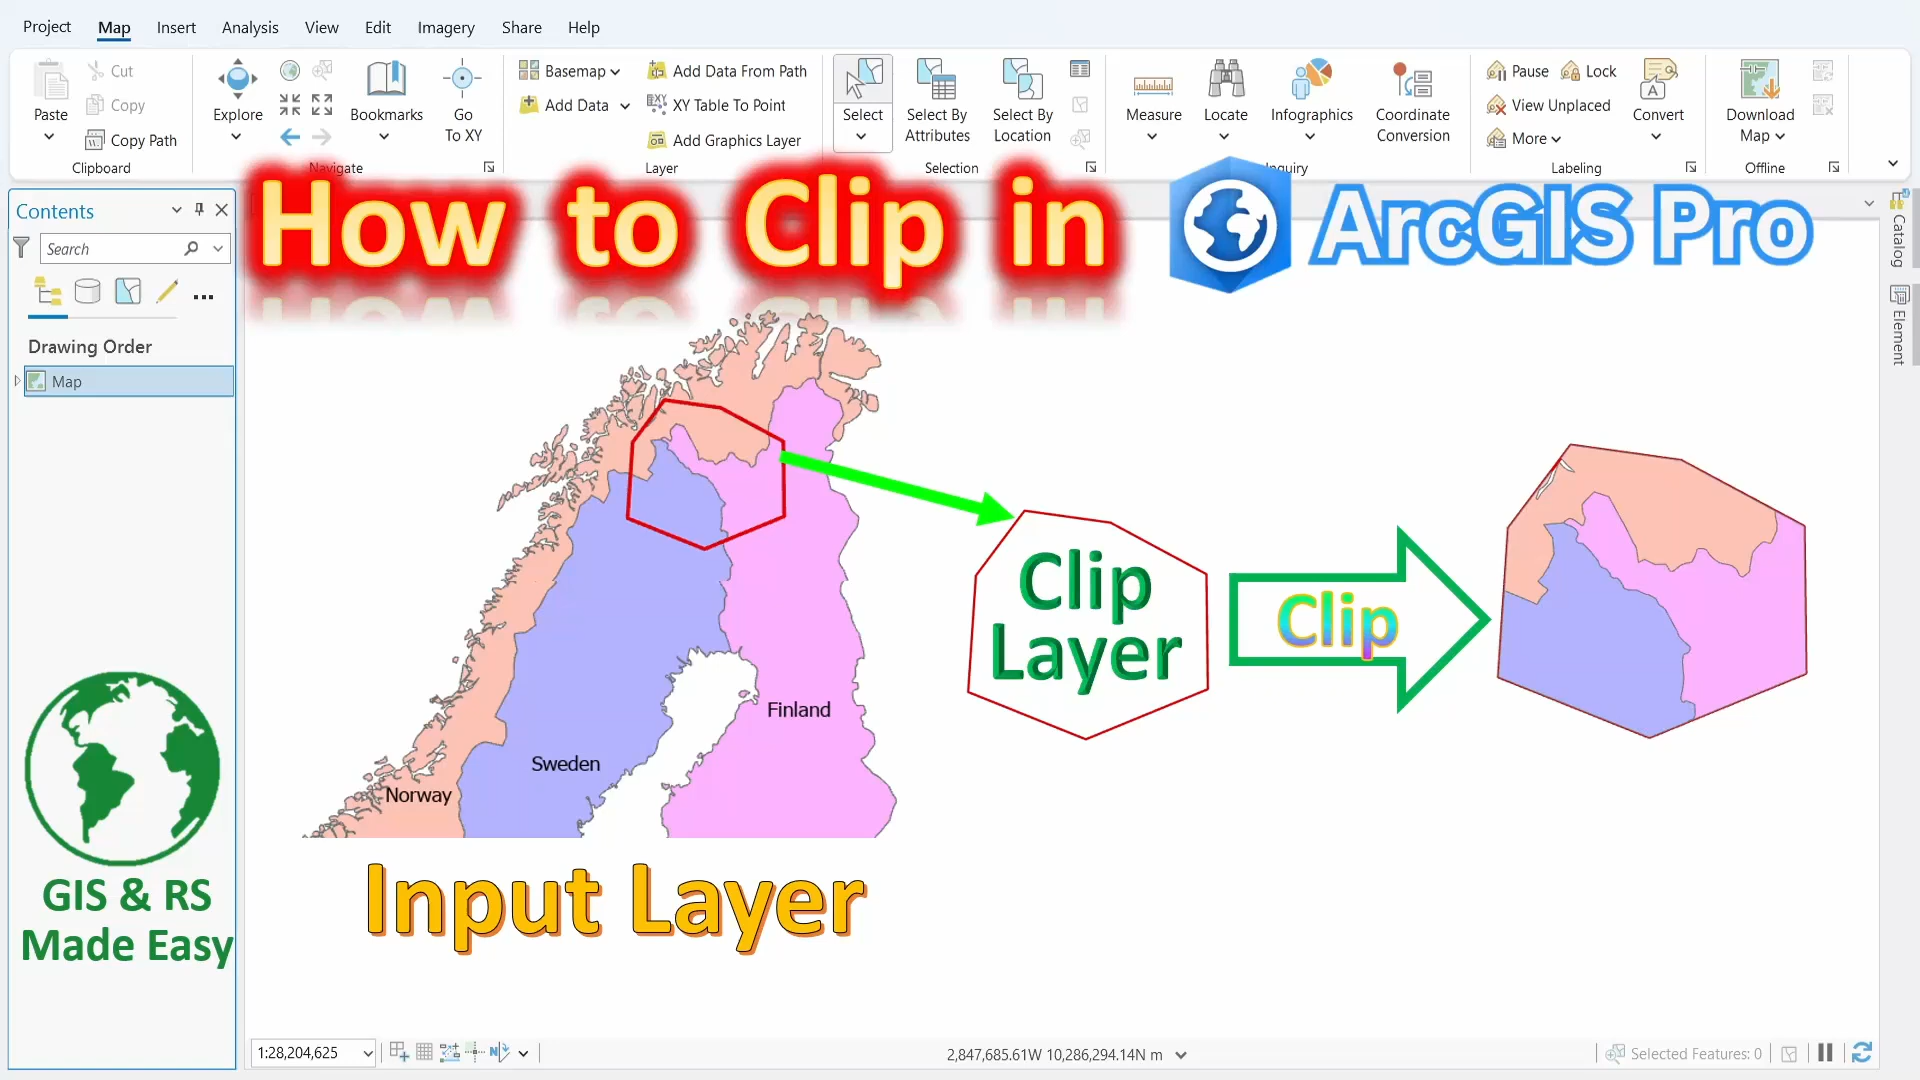 Project Map Insert Analysis View Edit Imagery Share Help
Paste
Cut
Copy
Copy Path
Clipboard
Explore
Bookmarks
Go
To XY
Navigate
Basemap
Add Data
Add Data From Path
XY Table To Point
Add Graphics Layer
Layer
Select
Select By
Attributes
Select By
Location
Selection
Measure
Locate
Infographics
Coordinate
Conversion
Inquiry
Pause
Lock
View Unplaced
More
Convert
Labeling
Download
Map
Offline
How to Clip in ArcGIS Pro
Contents
Search
Drawing Order
Map
Catalog
Element
Clip
Layer
Clip
Finland
Sweden
Norway
Input Layer
GIS & RS
Made Easy
1:28,204,625
2,847,685.61W 10,286,294.14N m
Selected Features: 0